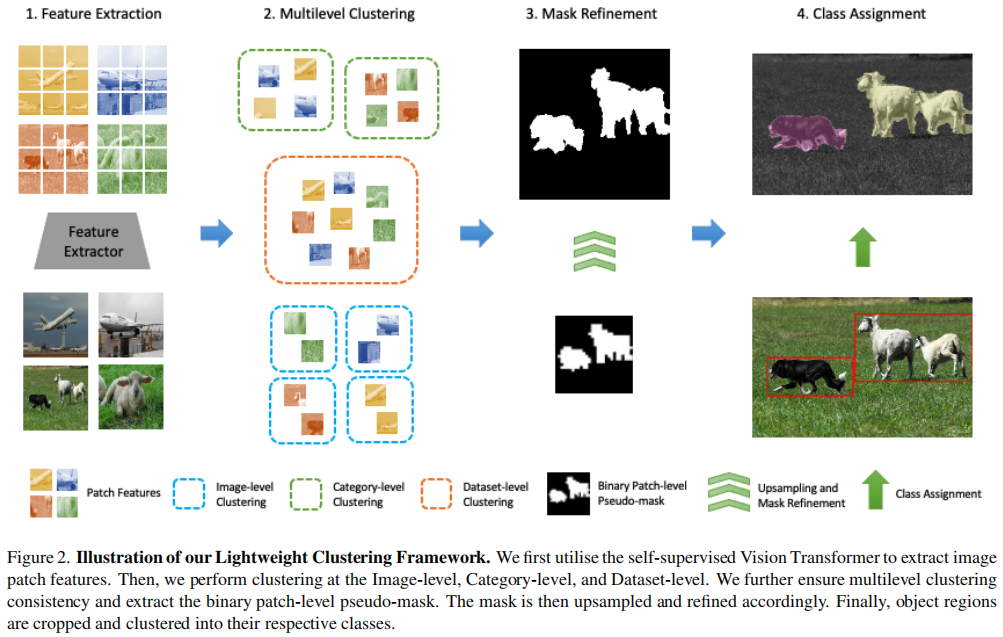 1. Feature Extraction
2. Multilevel Clustering
3. Mask Refinement
4. Class Assignment
Feature
Extractor
Patch Features
Image-level
Clustering
Category-level
Clustering
Dataset-level
Clustering
Binary Patch-level
Pseudo-mask
Upsampling and
Mask Refinement
Class Assignment
Figure 2. Illustration of our Lightweight Clustering Framework. We first utilise the self-supervised Vision Transformer to extract image
patch features. Then, we perform clustering at the Image-level, Category-level, and Dataset-level. We further ensure multilevel clustering
consistency and extract the binary patch-level pseudo-mask. The mask is then upsampled and refined accordingly. Finally, object regions
are cropped and clustered into their respective classes.